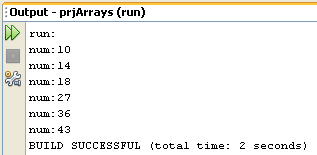 Output - prjArrays (run)
run:
num:10
num:14
num:18
num:27
num:36
num:43
BUILD SUCCESSFUL (total time: 2 seconds)